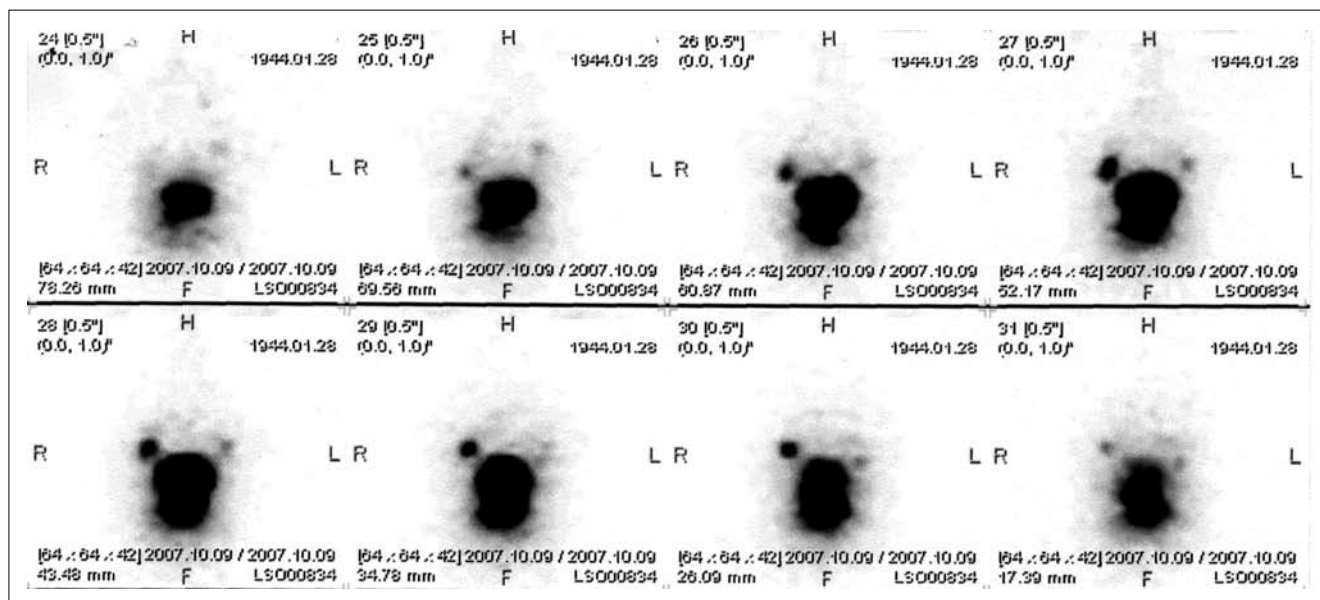 24 [0.5"]
H
(0.0, 1.0)"
1944.01.28
R
L
[64 x 64 x 42] 2007.10.09 / 2007.10.09
78.26 mm
F
LSO00834
25 [0.5"]
H
(0.0, 1.0)"
1944.01.28
R
L
[64 x 64 x 42] 2007.10.09 / 2007.10.09
69.56 mm
F
LSO00834
26 [0.5"]
H
(0.0, 1.0)"
1944.01.28
R
L
[64 x 64 x 42] 2007.10.09 / 2007.10.09
60.87 mm
F
LSO00834
27 [0.5"]
H
(0.0, 1.0)"
1944.01.28
R
L
[64 x 64 x 42] 2007.10.09 / 2007.10.09
52.17 mm
F
LSO00834
28 [0.5"]
H
(0.0, 1.0)"
1944.01.28
R
L
[64 x 64 x 42] 2007.10.09 / 2007.10.09
43.48 mm
F
LSO00834
29 [0.5"]
H
(0.0, 1.0)"
1944.01.28
R
L
[64 x 64 x 42] 2007.10.09 / 2007.10.09
34.78 mm
F
LSO00834
30 [0.5"]
H
(0.0, 1.0)"
1944.01.28
R
L
[64 x 64 x 42] 2007.10.09 / 2007.10.09
26.09 mm
F
LSO00834
31 [0.5"]
H
(0.0, 1.0)"
1944.01.28
R
L
[64 x 64 x 42] 2007.10.09 / 2007.10.09
17.39 mm
F
LSO00834